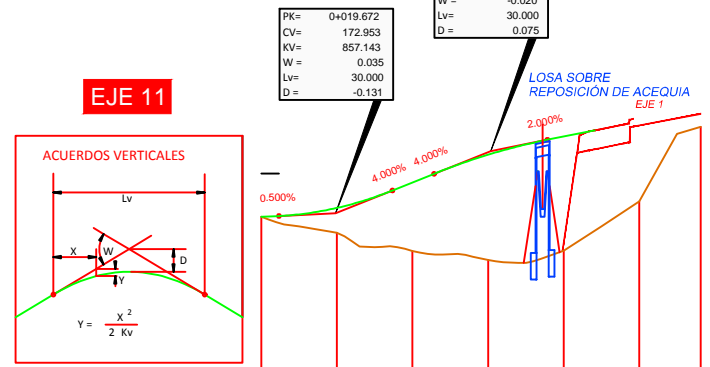 PK= 0+019.672
CV= 172.953
KV= 857.143
W = 0.035
Lv= 30.000
D = -0.131
W = -0.020
Lv= 30.000
D = 0.075
EJE 11
ACUERDOS VERTICALES
Lv
X
W
D
Y
Y = X 2
2 Kv
LOSA SOBRE
REPOSICIÓN DE ACEQUIA
EJE 1
0.500%
4.000%
4.000%
2.000%